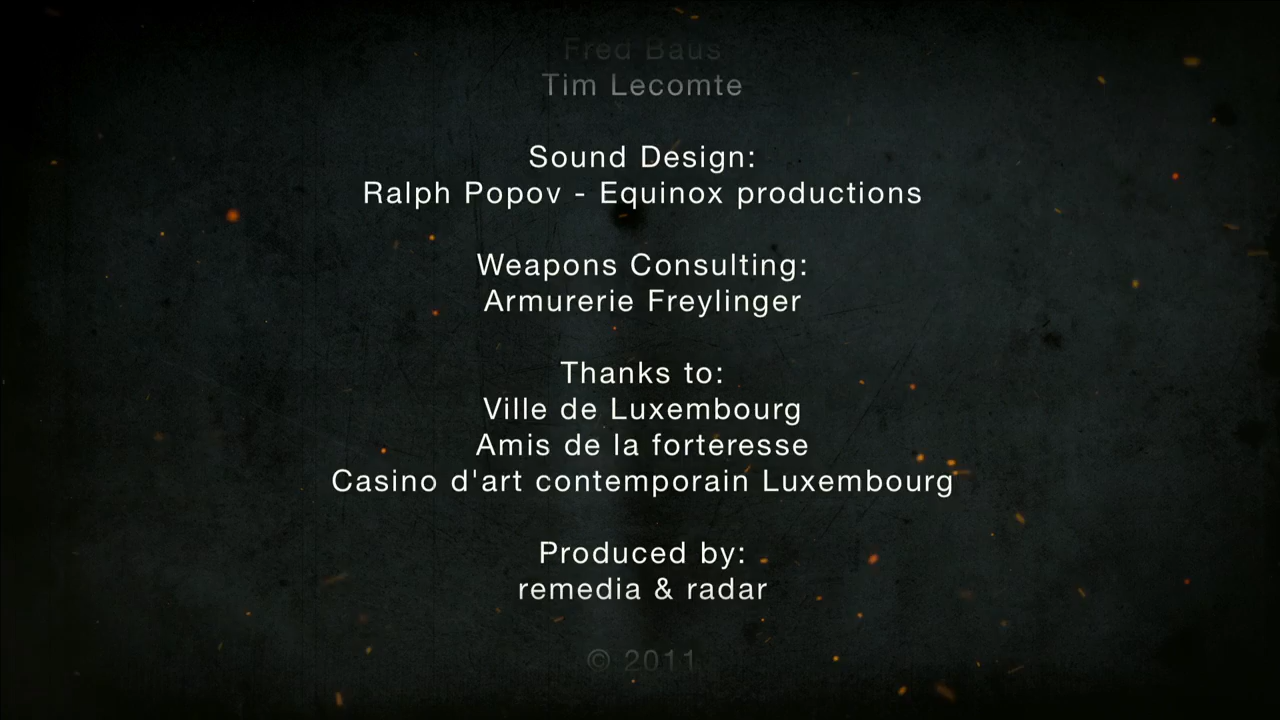 Fred Baus
Tim Lecomte
Sound Design:
Ralph Popov - Equinox productions
Weapons Consulting:
Armurerie Freylinger
Thanks to:
Ville de Luxembourg
Amis de la forteresse
Casino d'art contemporain Luxembourg
Produced by:
remedia & radar
© 2011